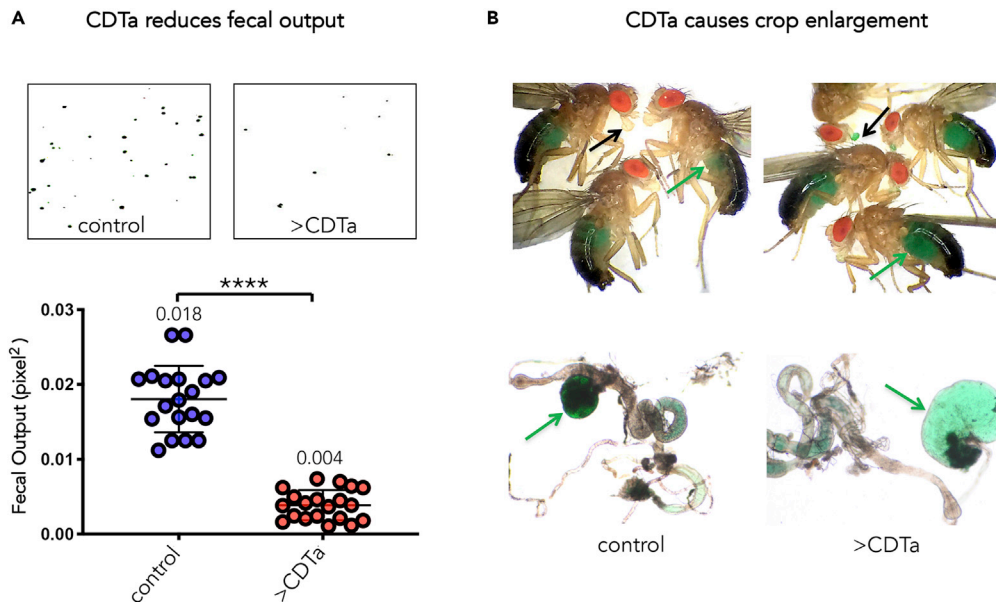 A
CDTa reduces fecal output
control
>CDTa
****
0.018
0.004
0.03
0.02
0.01
0.00
Fecal Output (pixel²)
control
>CDTa
B
CDTa causes crop enlargement
control
>CDTa